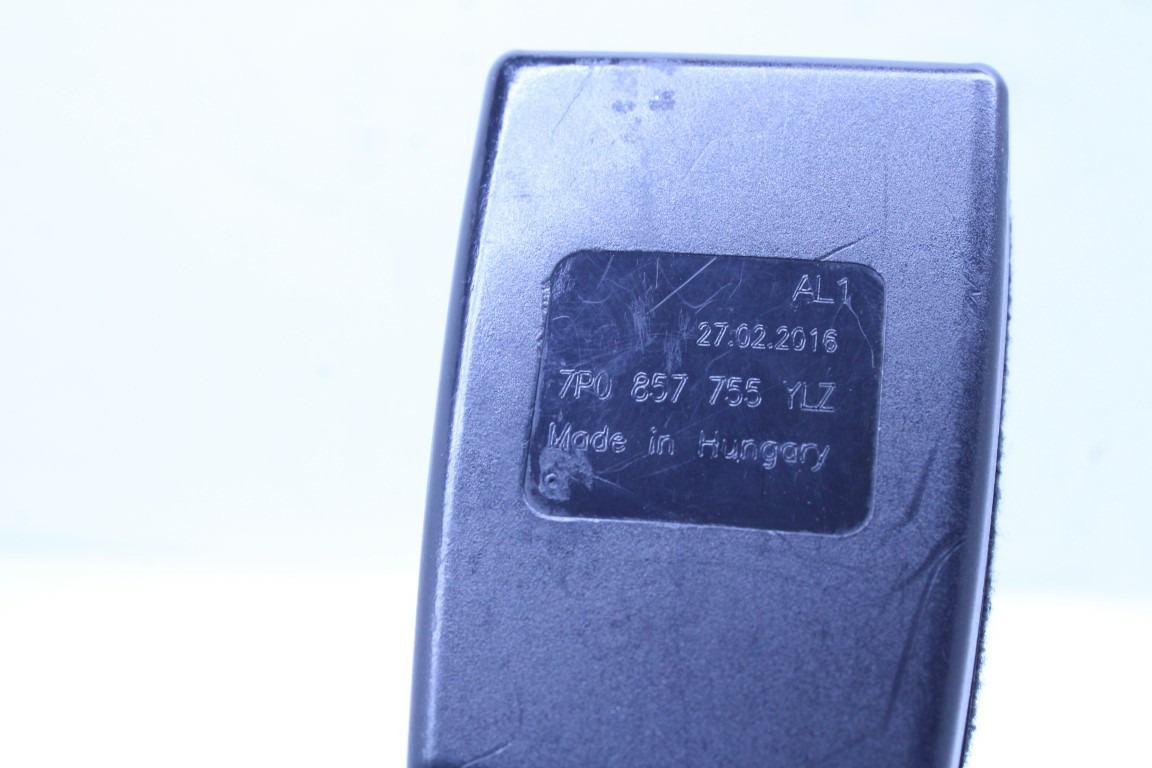 AL1
27.02.2016
7P0 857 755 YLZ
Made in Hungary